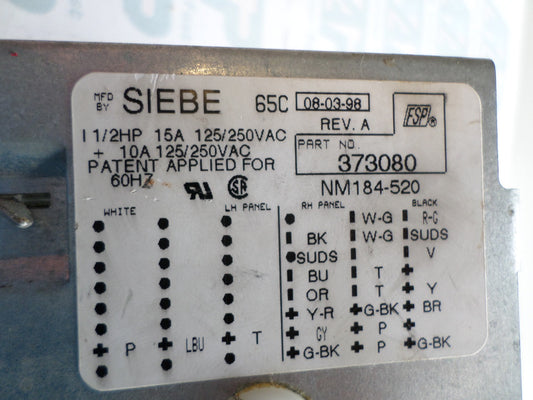 MFD BY SIEBE 65C 08-03-98 FSP ®
REV. A
1 1/2HP 15A 125/250VAC
+ 10A 125/250VAC
PATENT APPLIED FOR
60HZ
PART NO.
373080
NM184-520
WHITE LH PANEL RH PANEL BLACK
W-G R-G
BK W-G SUDS
SUDS V
BU T
OR T Y
Y-R G-BK BR
P LBU T GY P
G-BK P G-BK